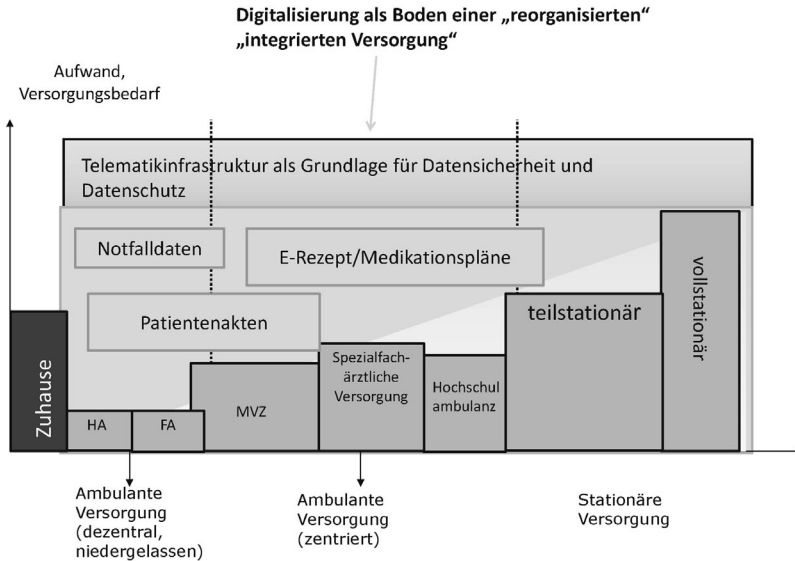 Digitalisierung als Boden einer „reorganisierten“
„integrierten Versorgung“
Aufwand,
Versorgungsbedarf
Telematikinfrastruktur als Grundlage für Datensicherheit und
Datenschutz
Notfalldaten
E-Rezept/Medikationspläne
Patientenakten
Zuhause
HA
FA
MVZ
Spezialfach-
ärztliche
Versorgung
Hochschul
ambulanz
teilstationär
vollstationär
Ambulante
Versorgung
(dezentral,
niedergelassen)
Ambulante
Versorgung
(zentriert)
Stationäre
Versorgung